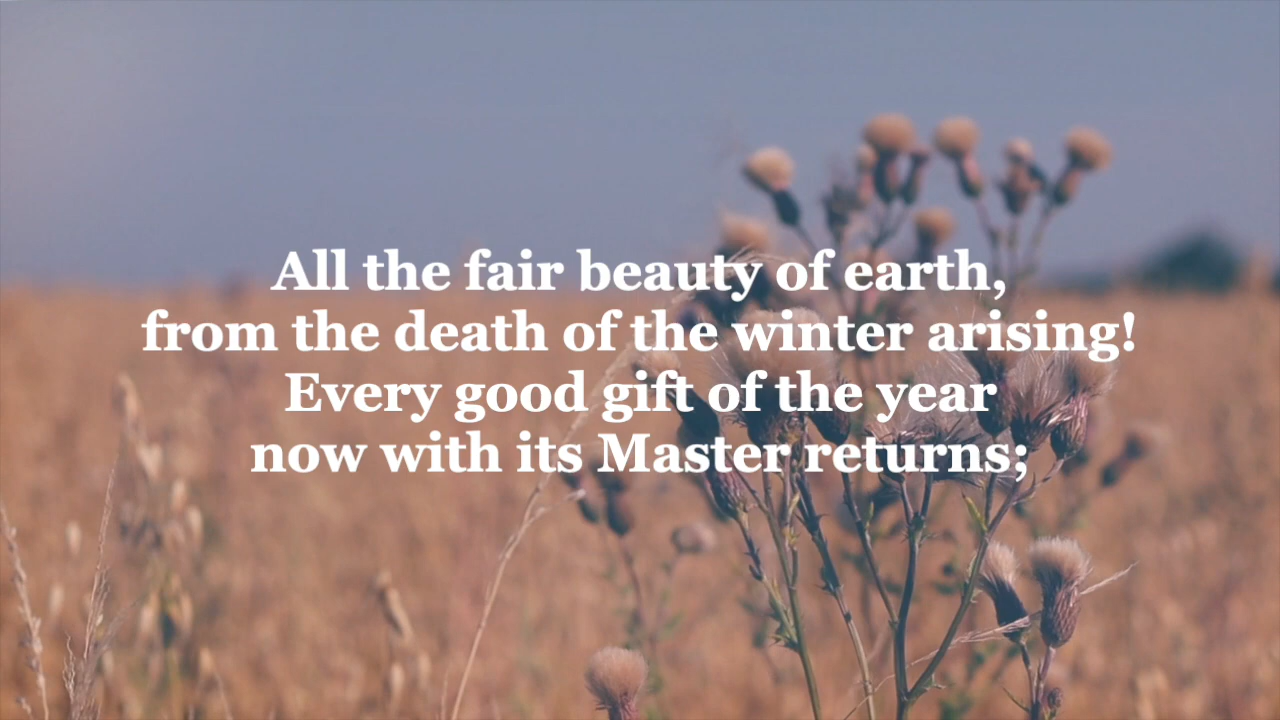 All the fair beauty of earth,
from the death of the winter arising!
Every good gift of the year
now with its Master returns;